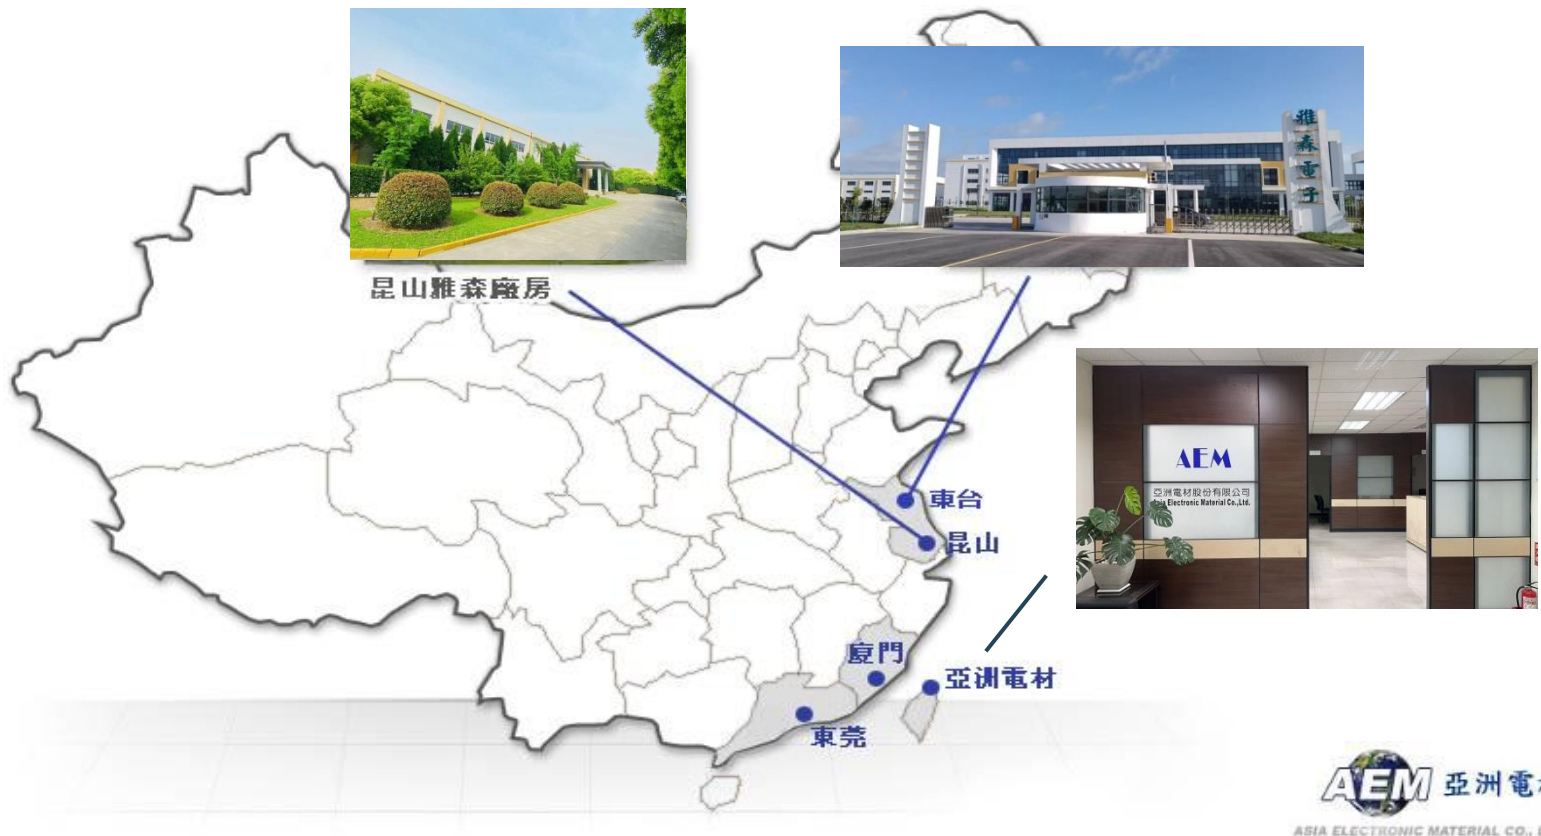 雅森電子
昆山雅森廠房
AEM
亞洲電材股份有限公司
Asia Electronic Material Co.,Ltd.
東台
昆山
廈門
亞洲電材
東莞
AEM 亞洲電
ASIA ELECTRONIC MATERIAL CO.,